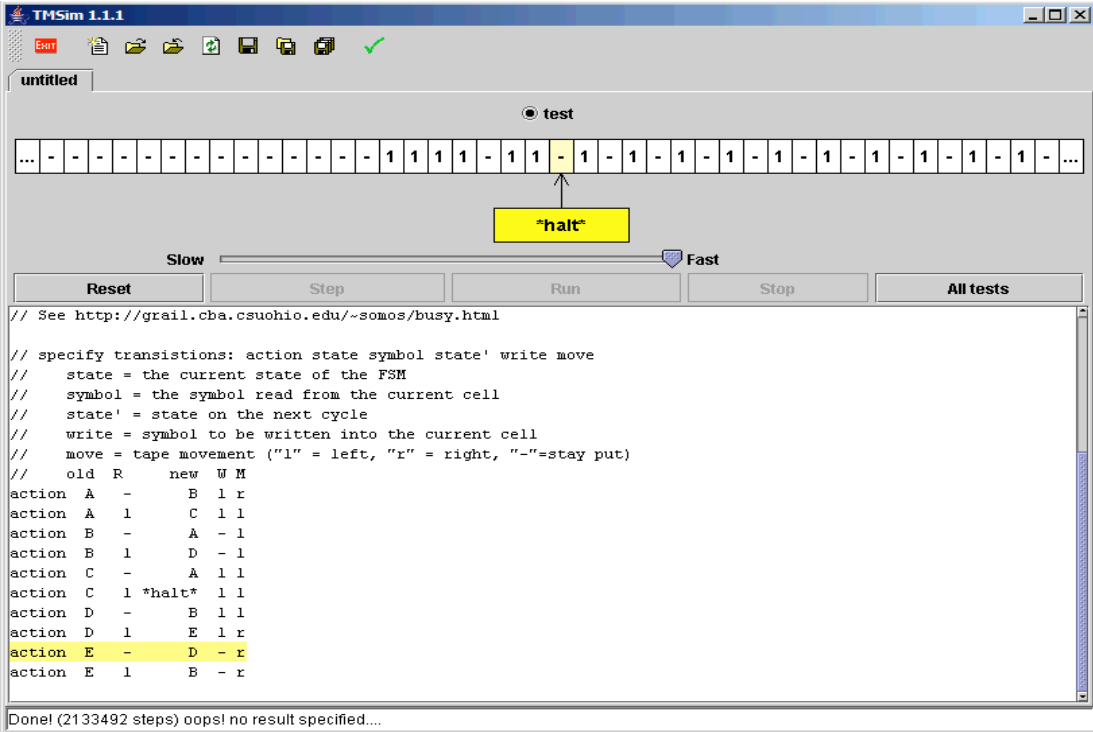 TMSim 1.1.1
EXIT
untitled
test
... - - - - - - - - - - - - - - 1 1 1 1 - 1 1 - 1 - 1 - 1 - 1 - 1 - 1 - 1 - 1 - 1 - 1 - ...
*halt*
Slow Fast
Reset Step Run Stop All tests
// See http://grail.cba.csuohio.edu/~somos/busy.html
// specify transistions: action state symbol state' write move
// state = the current state of the FSM
// symbol = the symbol read from the current cell
// state' = state on the next cycle
// write = symbol to be written into the current cell
// move = tape movement ("l" = left, "r" = right, "-"=stay put)
// old R new W M
action A - B 1 r
action A 1 C 1 l
action B - A - l
action B 1 D - l
action C - A 1 l
action C 1 *halt* 1 l
action D - B 1 l
action D 1 E 1 r
action E - D - r
action E 1 B - r
Done! (2133492 steps) oops! no result specified....